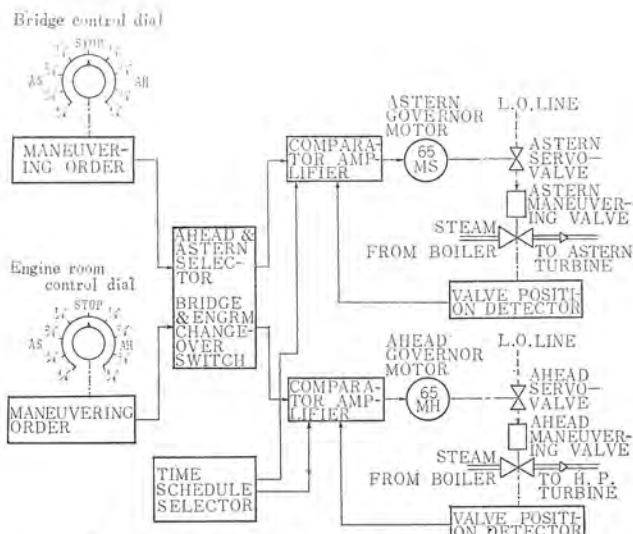 Bridge control dial
STOP
AS
AH
MANEUVER-
ING ORDER
Engine room
control dial
STOP
AS
AH
MANEUVERING
ORDER
AHEAD &
ASTERN
SELEC-
TOR
BRIDGE
& ENGRM
CHANGE-
OVER
SWITCH
TIME
SCHEDULE
SELECTOR
COMPARA-
TOR AMP-
LIFIER
ASTERN
GOVERNOR
MOTOR
65
MS
L.O.LINE
ASTERN
SERVO-
VALVE
ASTERN
MANEUVER-
ING VALVE
STEAM
FROM BOILER
TO ASTERN
TURBINE
VALVE POSITI-
ON DETECTOR
COMPARA-
TOR AMP-
LIFIER
AHEAD
GOVERNOR
MOTOR
65
MH
L.O.LINE
AHEAD
SERVO-
VALVE
AHEAD
MANEUVER-
ING VALVE
STEAM
FROM BOILER
TO H. P.
TURBINE
VALVE POSITI-
ON DETECTOR